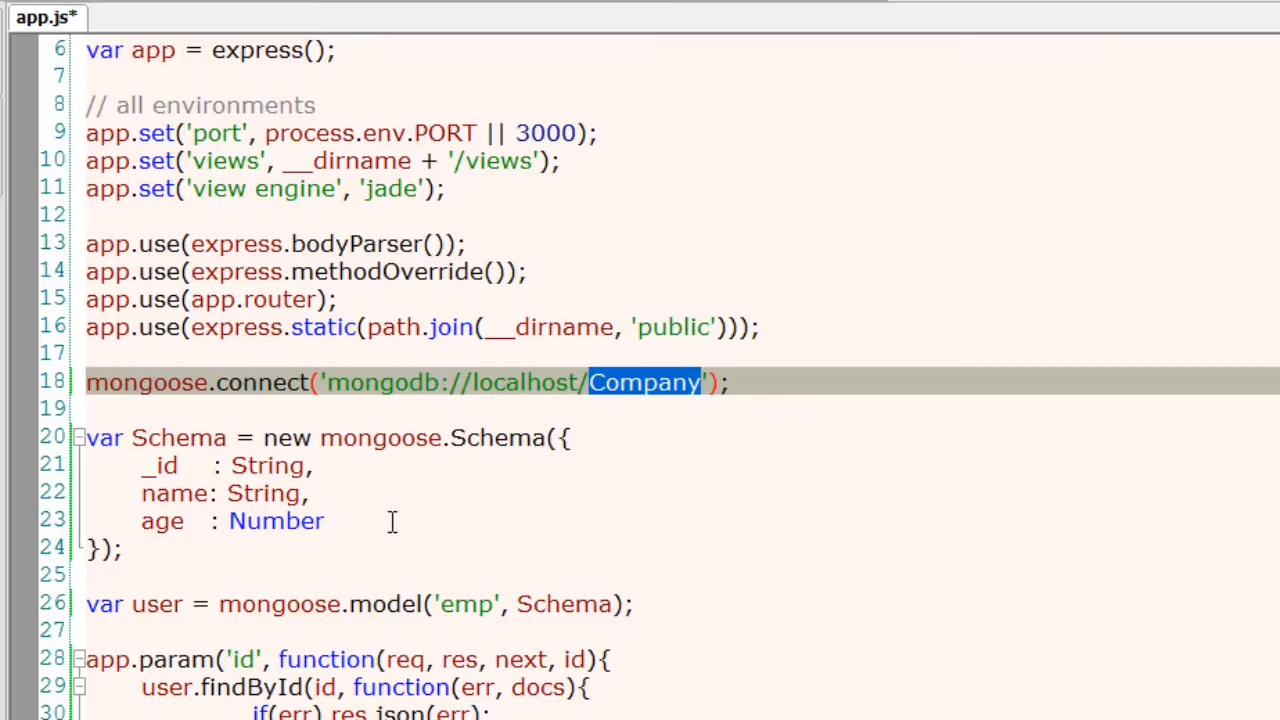 app.js*
6 var app = express();
7
8 // all environments
9 app.set('port', process.env.PORT || 3000);
10 app.set('views', __dirname + '/views');
11 app.set('view engine', 'jade');
12
13 app.use(express.bodyParser());
14 app.use(express.methodOverride());
15 app.use(app.router);
16 app.use(express.static(path.join(__dirname, 'public')));
17
18 mongoose.connect('mongodb://localhost/Company');
19
20 var Schema = new mongoose.Schema({
21 _id : String,
22 name: String,
23 age : Number
24 });
25
26 var user = mongoose.model('emp', Schema);
27
28 app.param('id', function(req, res, next, id){
29 user.findById(id, function(err, docs){
30 if(err) res.json(err);